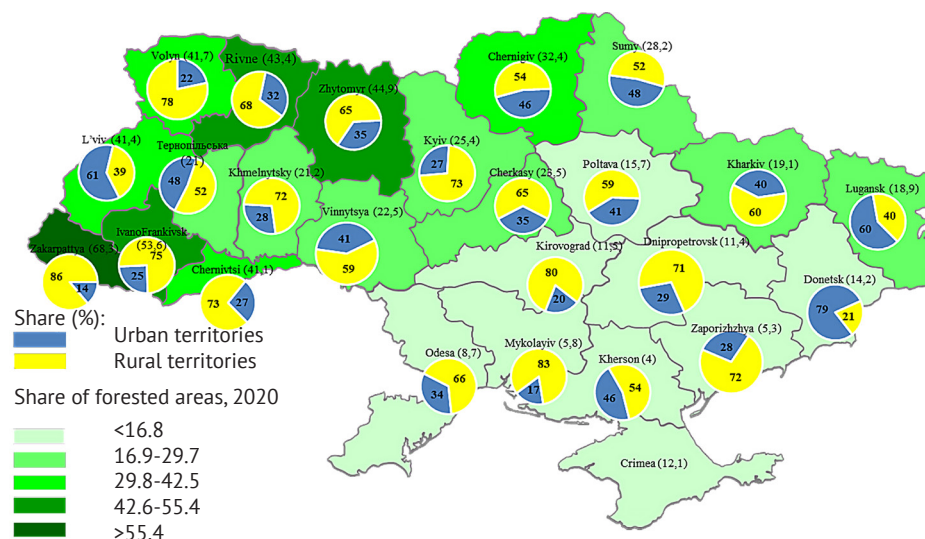 Volyn (41,7)
22
78
Rivne (43,4)
32
68
Zhytomyr (44,9)
65
35
Chernigiv (32,4)
54
46
Sumy (28,2)
52
48
L'viv (41,4)
61
39
Тернопільська
(21)
48
52
Khmelnytsky (21,2)
72
28
Kyiv (25,4)
27
73
Cherkasy (23,5)
65
35
Poltava (15,7)
59
41
Kharkiv (19,1)
40
60
Lugansk (18,9)
40
60
Vinnytsya (22,5)
41
59
Zakarpattya (68,3)
86
14
IvanoFrankivsk
(53,6)
75
25
Chernivtsi (41,1)
73
27
Kirovograd (11,5)
80
20
Dnipropetrovsk (11,4)
71
29
Donetsk (14,2)
79
21
Zaporizhzhya (5,3)
28
72
Odesa (8,7)
66
34
Mykolayiv (5,8)
83
17
Kherson (4)
54
46
Crimea (12,1)
Share (%):
Urban territories
Rural territories
Share of forested areas, 2020
<16.8
16.9-29.7
29.8-42.5
42.6-55.4
>55.4